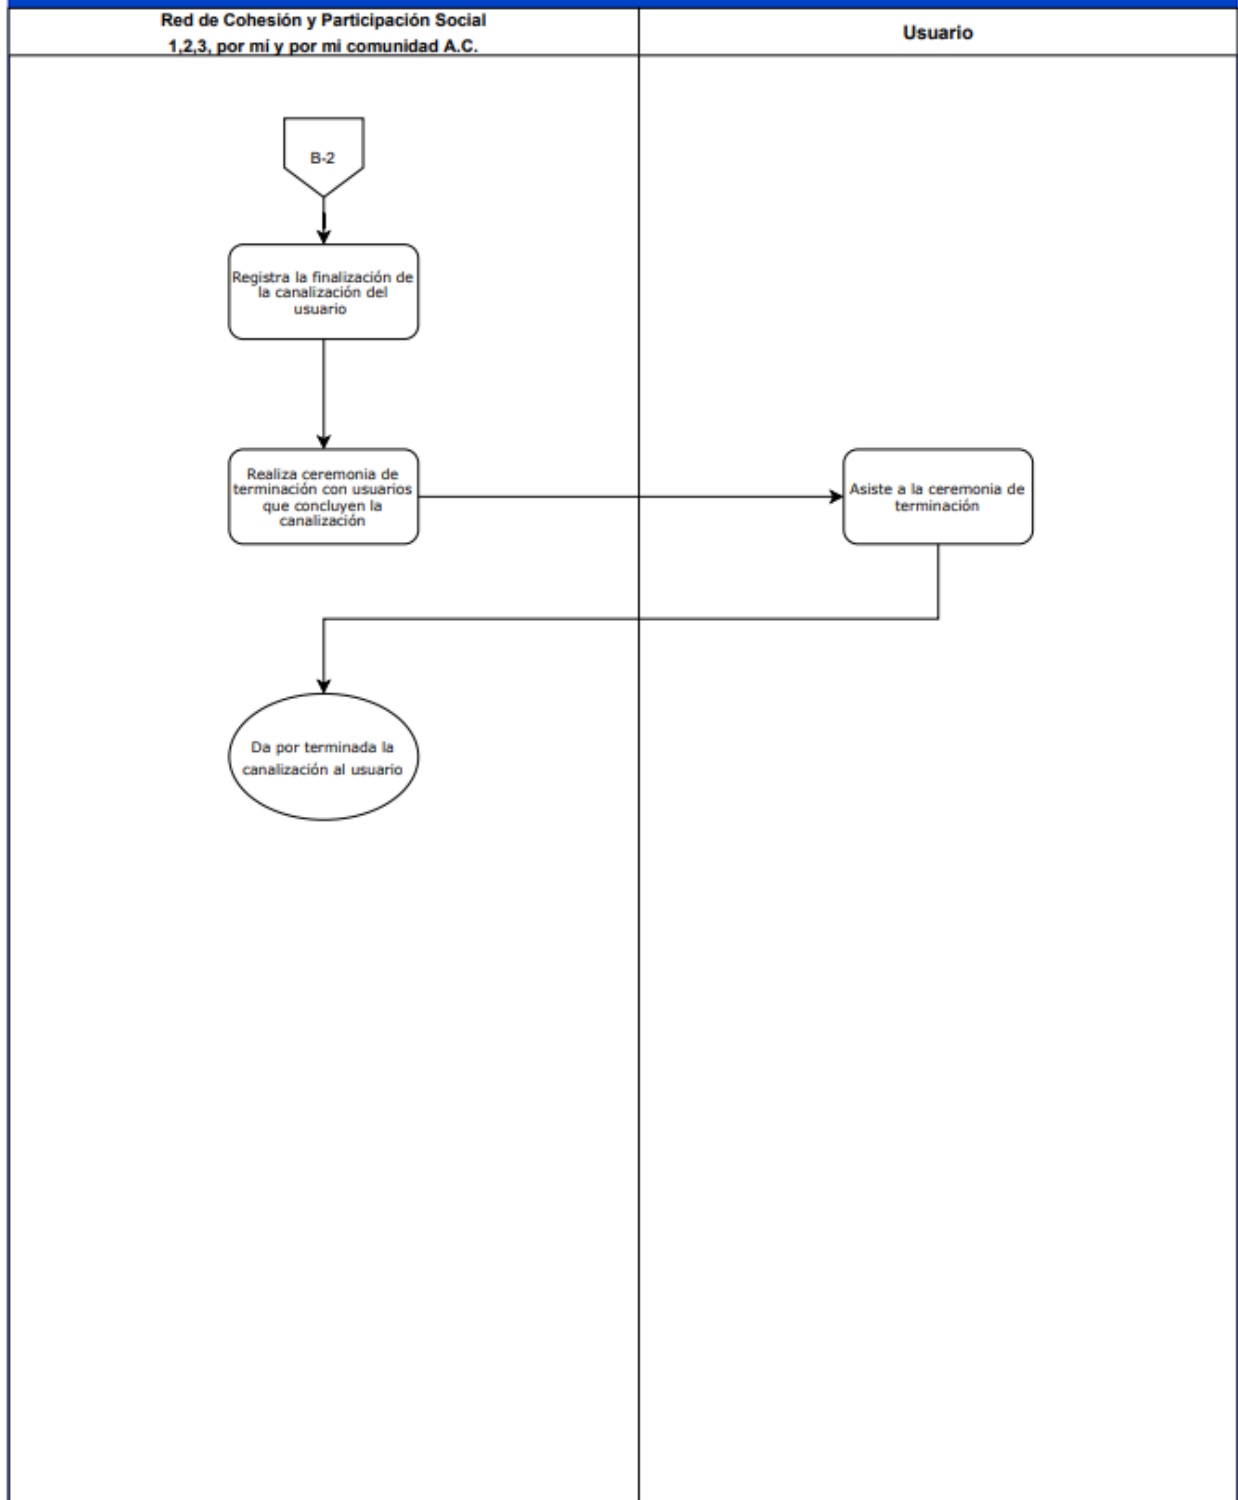 Red de Cohesión y Participación Social
1,2,3, por mí y por mi comunidad A.C.
Usuario
B-2
Registra la finalización de
la canalización del
usuario
Realiza ceremonia de
terminación con usuarios
que concluyen la
canalización
Asiste a la ceremonia de
terminación
Da por terminada la
canalización al usuario